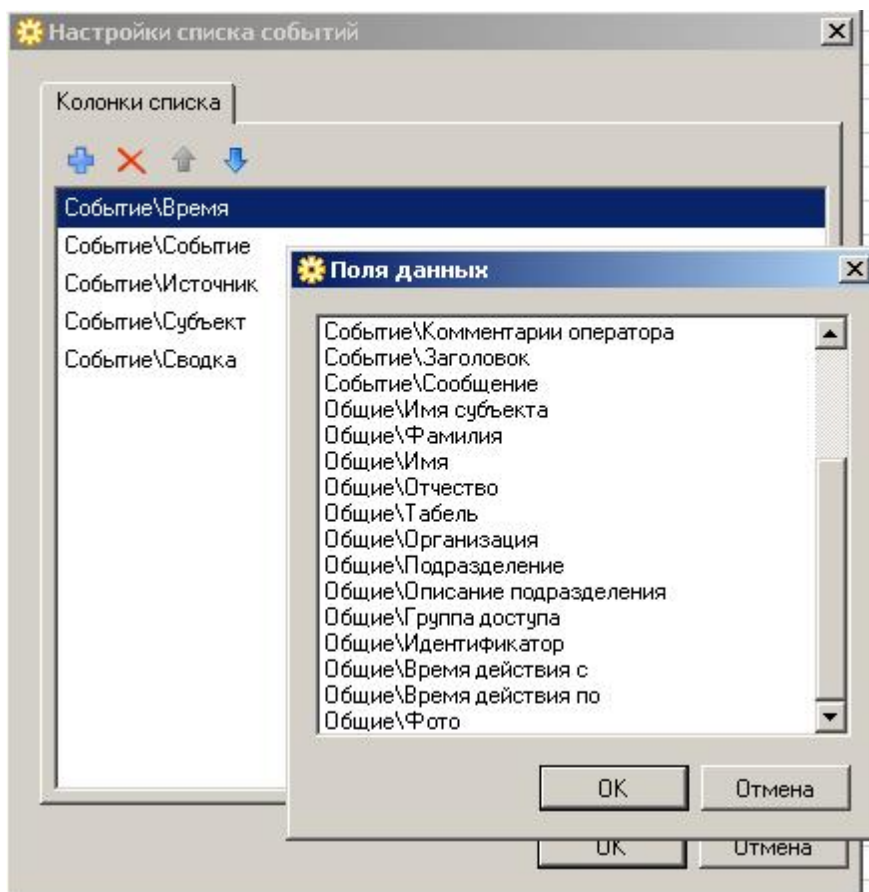 Настройки списка событий
Колонки списка
Событие\Время
Событие\Событие
Событие\Источник
Событие\Субъект
Событие\Сводка
Поля данных
Событие\Комментарии оператора
Событие\Заголовок
Событие\Сообщение
Общие\Имя субъекта
Общие\Фамилия
Общие\Имя
Общие\Отчество
Общие\Табель
Общие\Организация
Общие\Подразделение
Общие\Описание подразделения
Общие\Группа доступа
Общие\Идентификатор
Общие\Время действия с
Общие\Время действия по
Общие\Фото
OK Отмена
OK Отмена